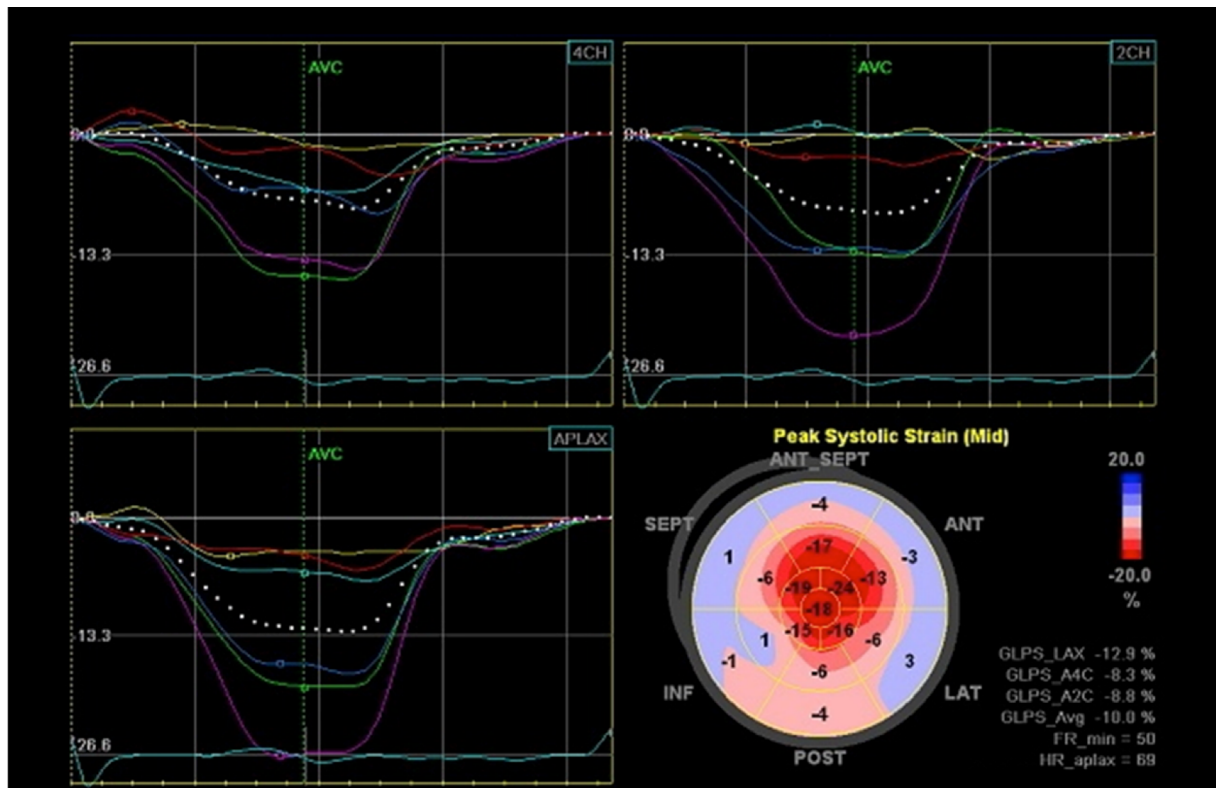 4CH
AVC
0.0
-13.3
-26.6
2CH
AVC
0.0
-13.3
-26.6
APLAX
AVC
0.0
-13.3
-26.6
Peak Systolic Strain (Mid)
ANT_SEPT
SEPT
ANT
INF
LAT
POST
-4
1
-3
-17
-6
-13
-19
-24
-18
1
-15
-16
-6
-1
3
-6
-4
20.0
-20.0
%
GLPS_LAX -12.9 %
GLPS_A4C -8.3 %
GLPS_A2C -8.8 %
GLPS_Avg -10.0 %
FR_min = 50
HR_aplax = 69